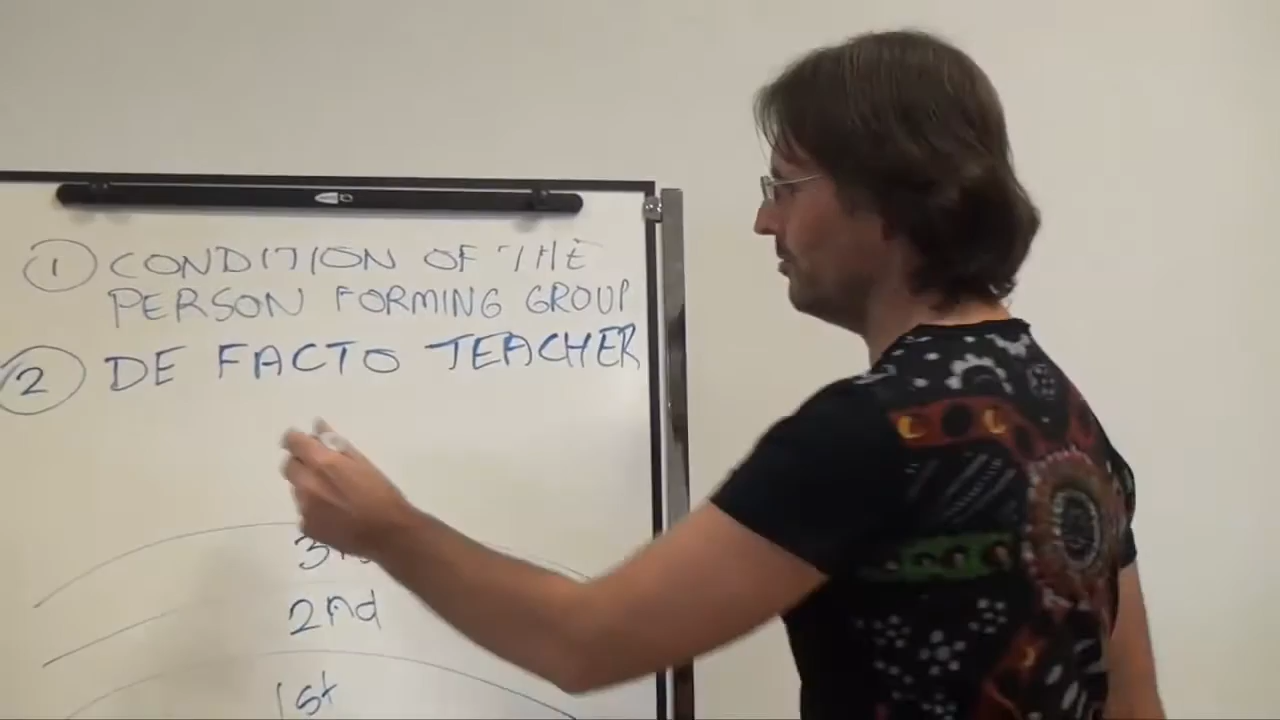 1 CONDITION OF THE
PERSON FORMING GROUP
2 DE FACTO TEACHER
3rd
2nd
1st